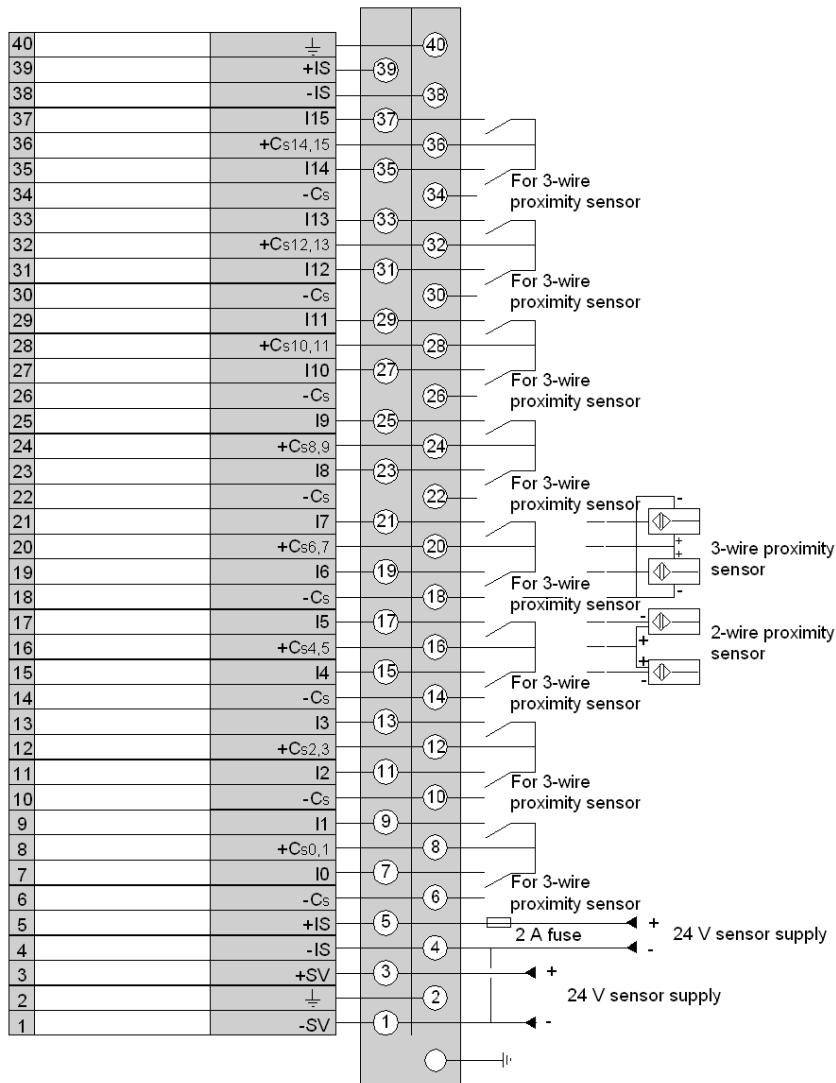 40 40
39 +IS 39
38 -IS 38
37 I15 37
36 +Cs14,15 36
35 I14 35
For 3-wire
34 -Cs 34
proximity sensor
33 I13 33
32 +Cs12,13 32
31 I12 31
For 3-wire
30 -Cs 30
proximity sensor
29 I11 29
28 +Cs10,11 28
27 I10 27
For 3-wire
26 -Cs 26
proximity sensor
25 I9 25
24 +Cs8,9 24
23 I8 23
For 3-wire
22 -Cs 22
proximity sensor -
21 I7 21
+
20 +Cs6,7 20
+
3-wire proximity
sensor
19 I6 19
For 3-wire
18 -Cs 18
-
proximity sensor
17 I5 17
-
2-wire proximity
sensor
16 +Cs4,5 16
+
+
15 I4 15
-
For 3-wire
14 -Cs 14
proximity sensor
13 I3 13
12 +Cs2,3 12
11 I2 11
For 3-wire
10 -Cs 10
proximity sensor
9 I1 9
8 +Cs0,1 8
7 I0 7
For 3-wire
6 -Cs 6
proximity sensor
5 +IS 5 +
2 A fuse 24 V sensor supply
4 -IS 4 -
3 +SV 3 +
2 2 24 V sensor supply
1 -SV 1 -